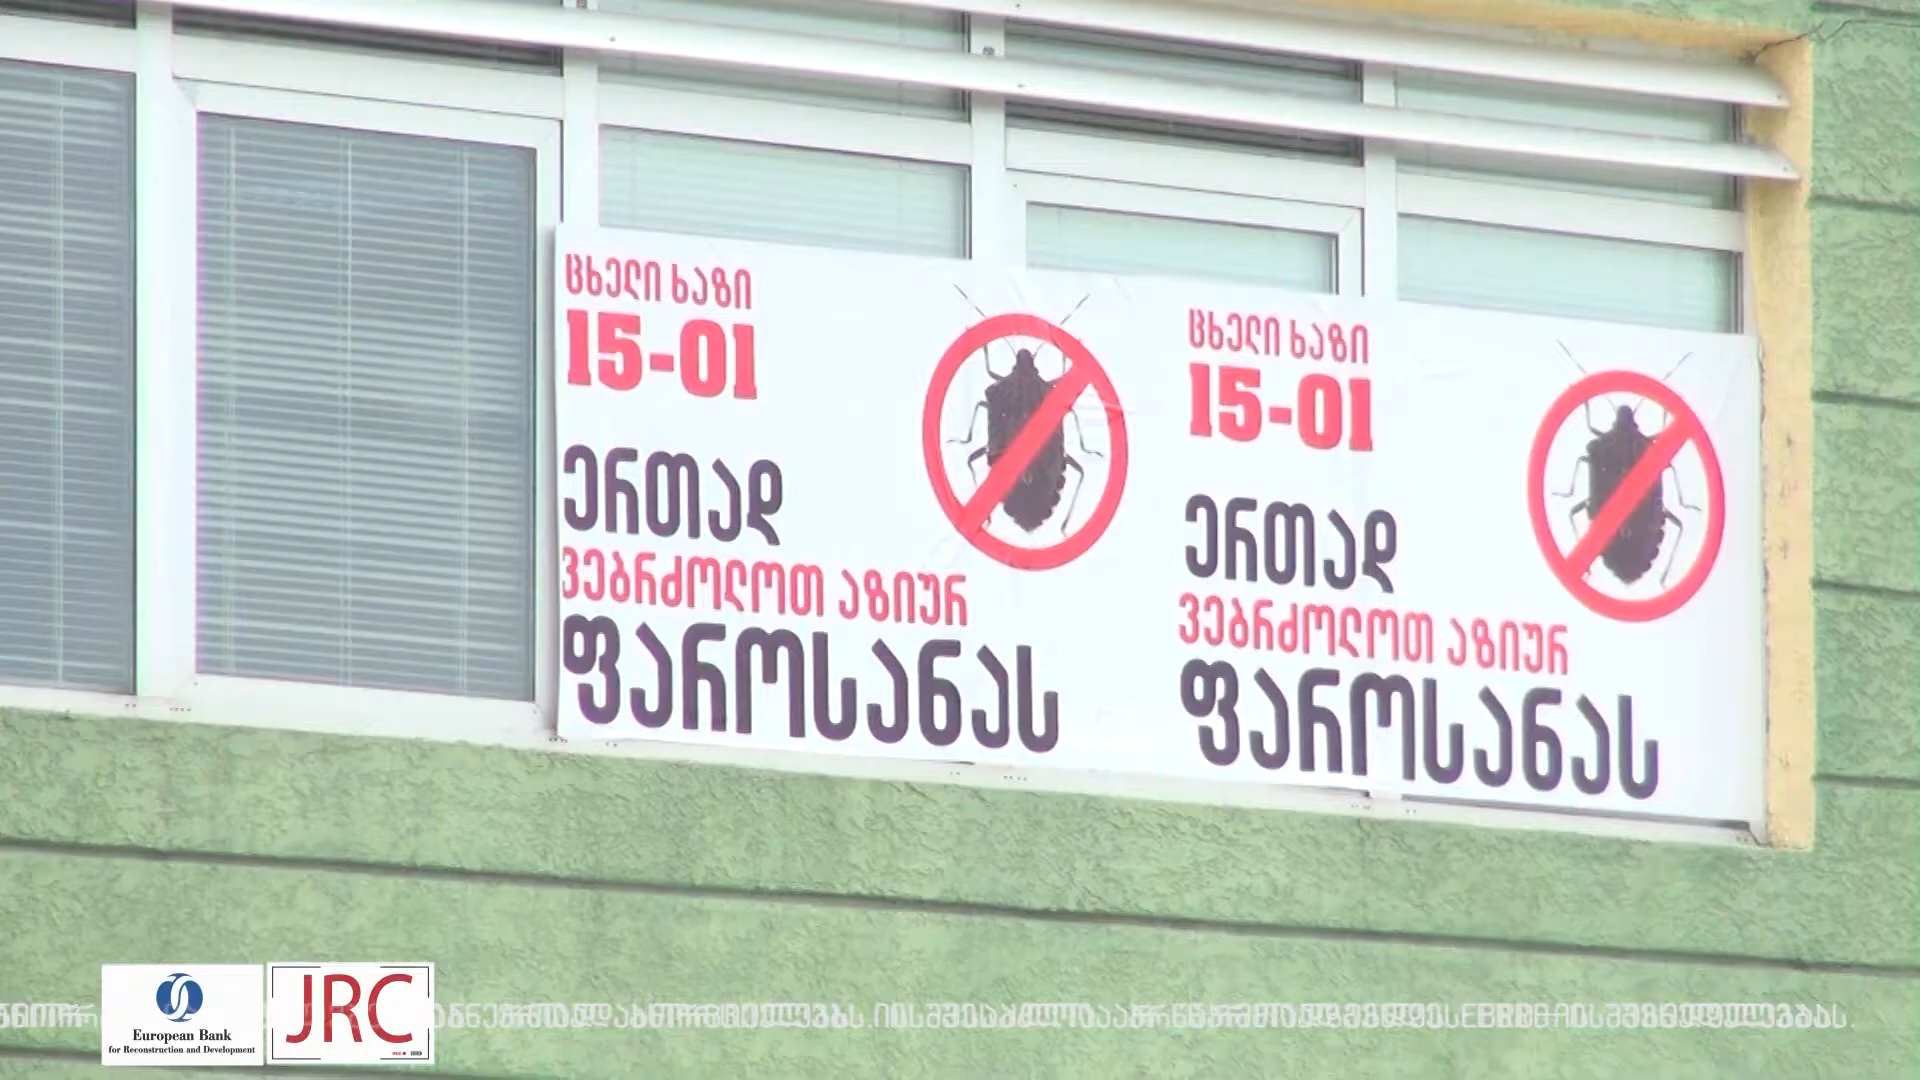 ცხელი ხაზი
15-01
ერთად
ვებრძოლოთ აზიურ
ფაროსანას
ცხელი ხაზი
15-01
ერთად
ვებრძოლოთ აზიურ
ფაროსანას
European Bank
for Reconstruction and Development
JRC